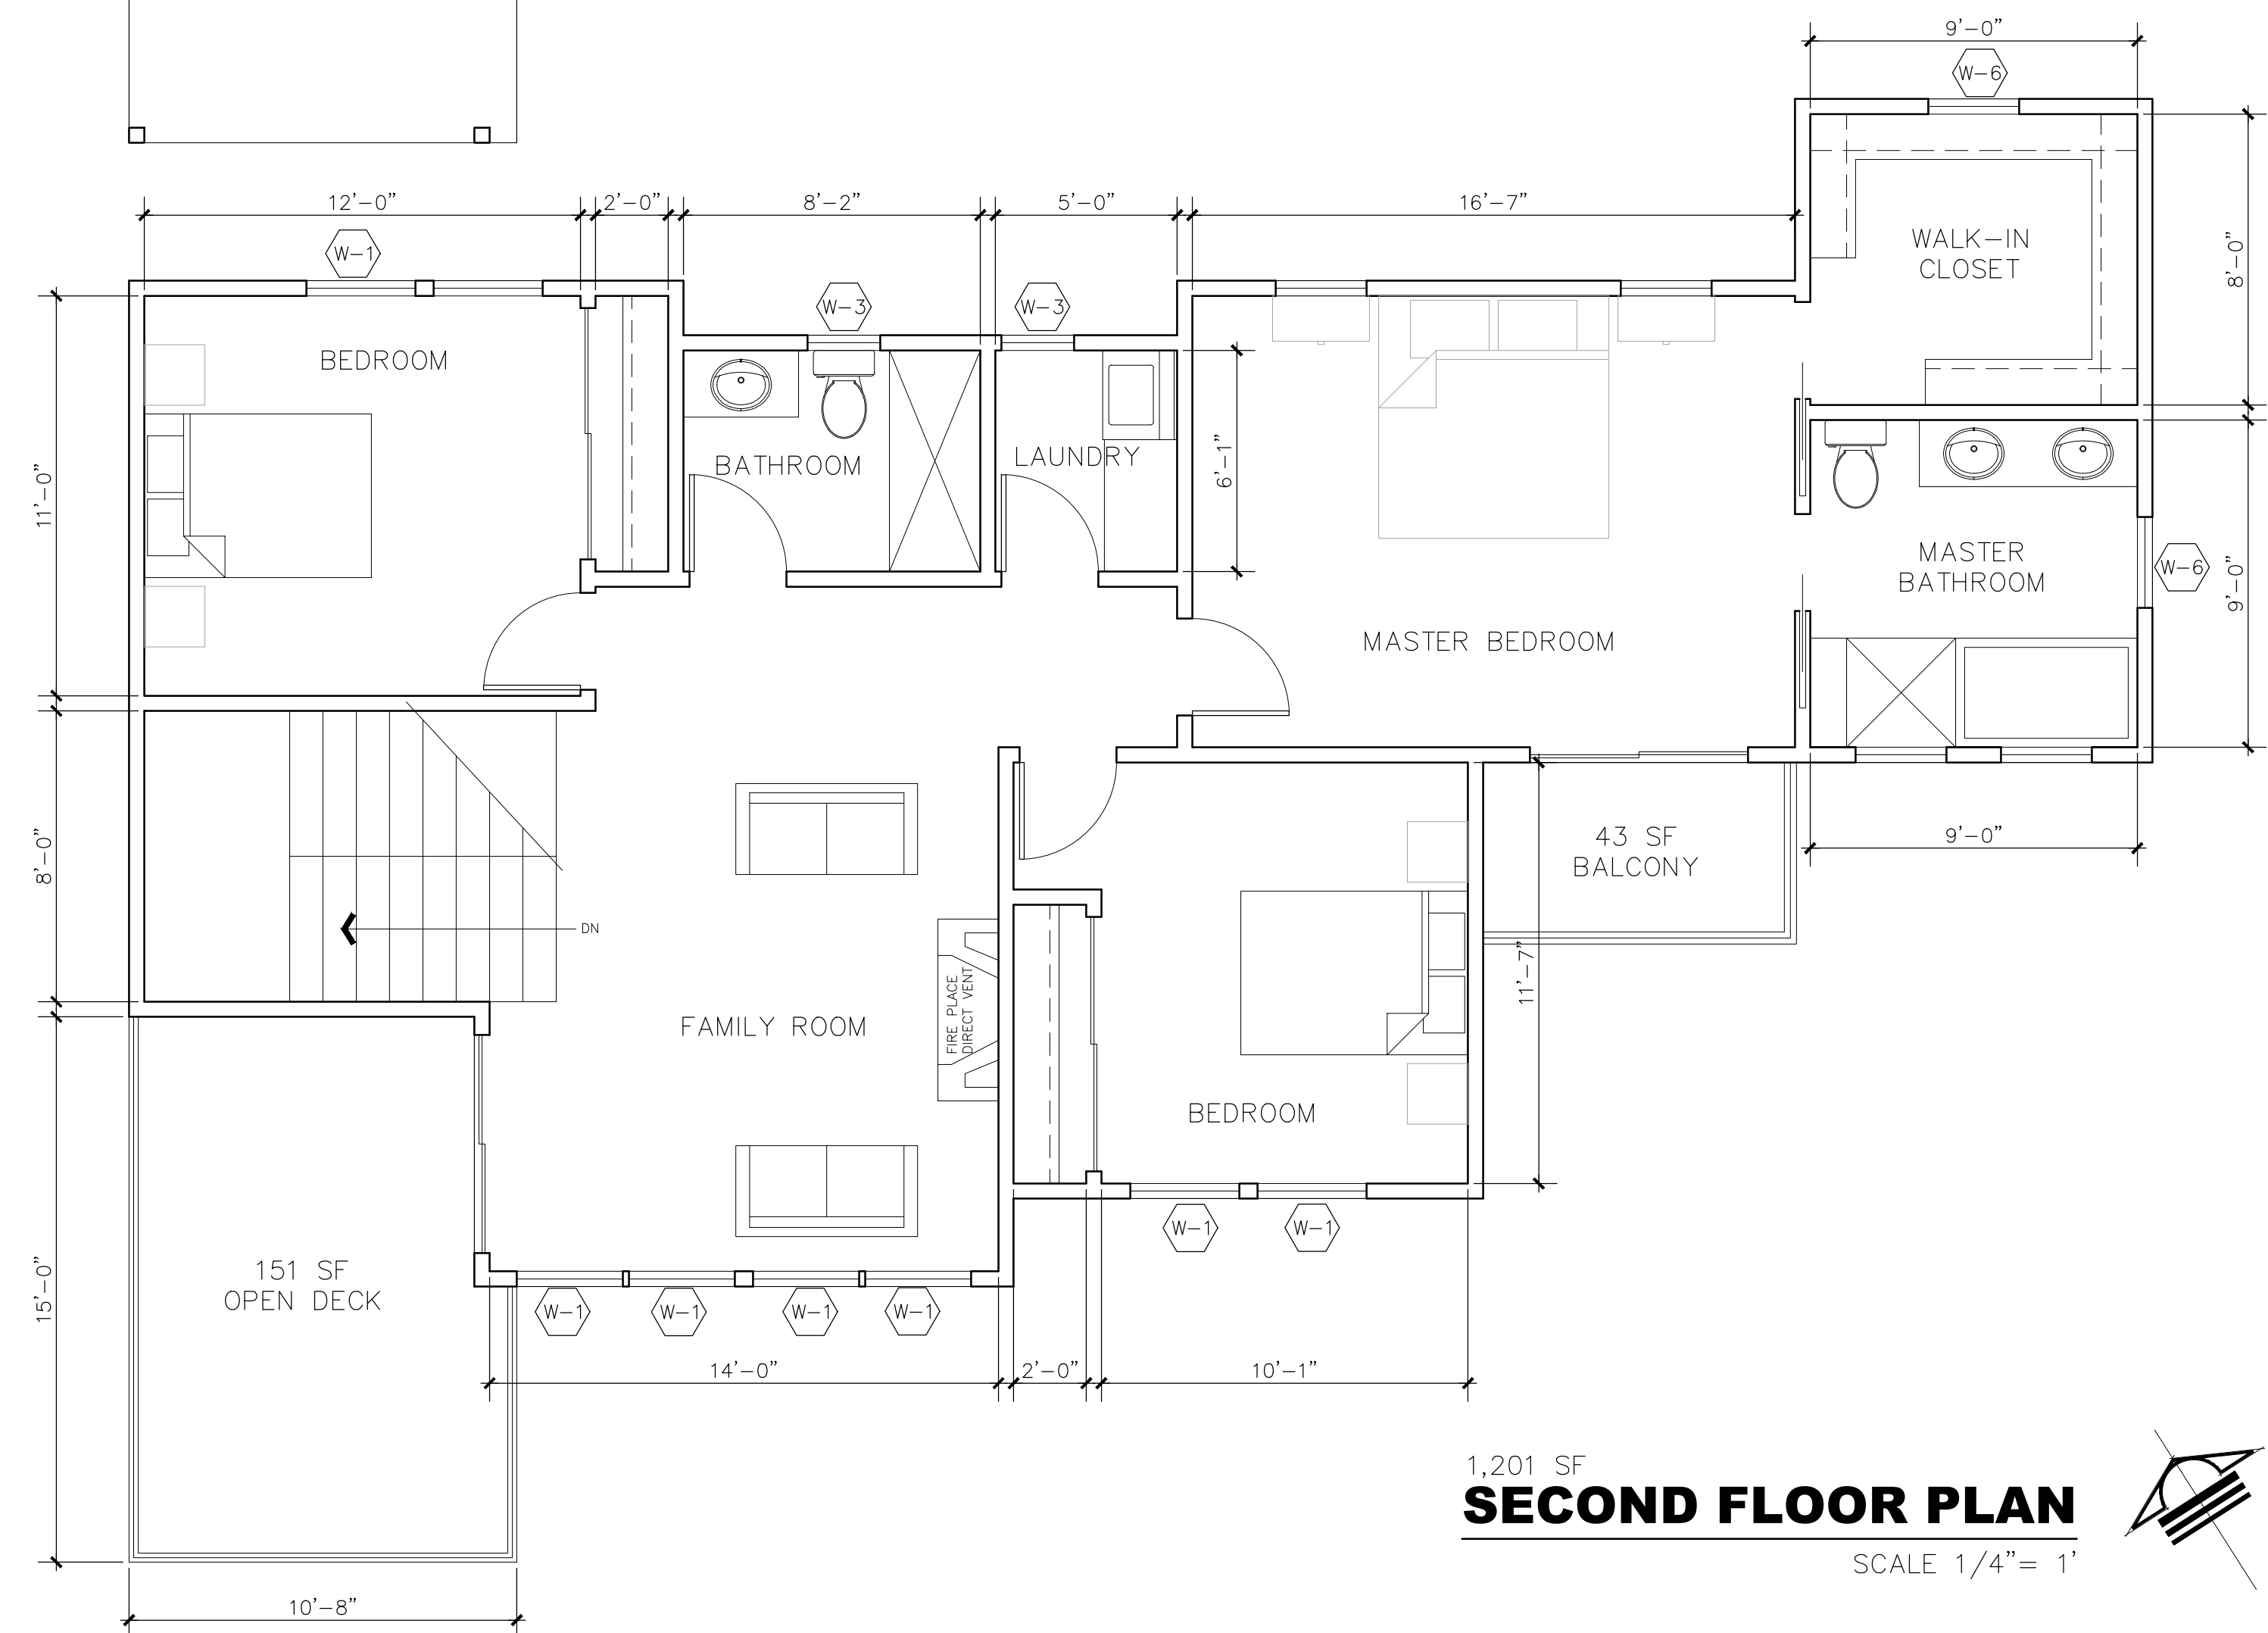 9'-0"
W-6
12'-0"
2'-0"
8'-2"
5'-0"
16'-7"
W-1
W-3
W-3
WALK-IN
CLOSET
8'-0"
BEDROOM
BATHROOM
LAUNDRY
6'-1"
11'-0"
MASTER
BATHROOM
W-6
9'-0"
MASTER BEDROOM
8'-0"
43 SF
BALCONY
9'-0"
DN
11'-7"
FIRE PLACE
DIRECT VENT
FAMILY ROOM
BEDROOM
W-1
W-1
151 SF
OPEN DECK
15'-0"
W-1
W-1
W-1
W-1
14'-0"
2'-0"
10'-1"
1,201 SF
SECOND FLOOR PLAN
SCALE 1/4"= 1'
10'-8"